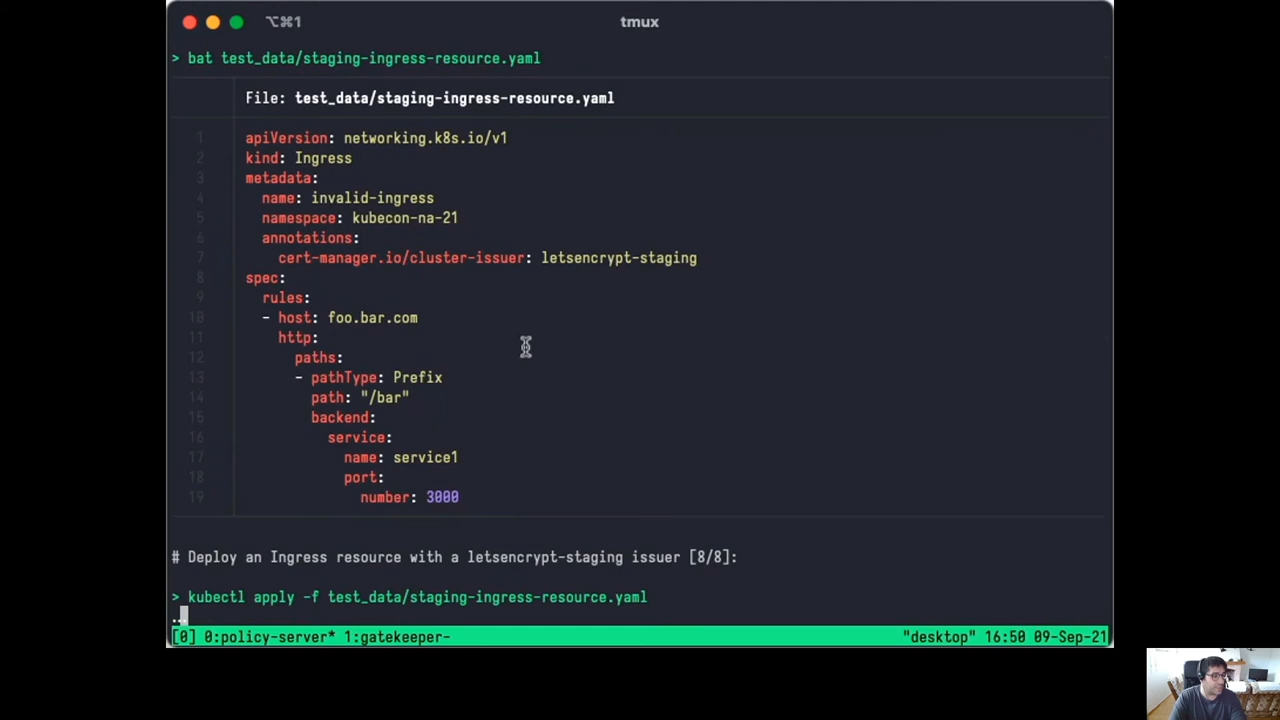 ⌥⌘1
tmux
> bat test_data/staging-ingress-resource.yaml
File: test_data/staging-ingress-resource.yaml
1 apiVersion: networking.k8s.io/v1
2 kind: Ingress
3 metadata:
4   name: invalid-ingress
5   namespace: kubecon-na-21
6   annotations:
7     cert-manager.io/cluster-issuer: letsencrypt-staging
8 spec:
9   rules:
10   - host: foo.bar.com
11     http:
12       paths:
13       - pathType: Prefix
14         path: "/bar"
15         backend:
16           service:
17             name: service1
18             port:
19               number: 3000
# Deploy an Ingress resource with a letsencrypt-staging issuer [8/8]:
> kubectl apply -f test_data/staging-ingress-resource.yaml
..
[0] 0:policy-server* 1:gatekeeper- "desktop" 16:50 09-Sep-21